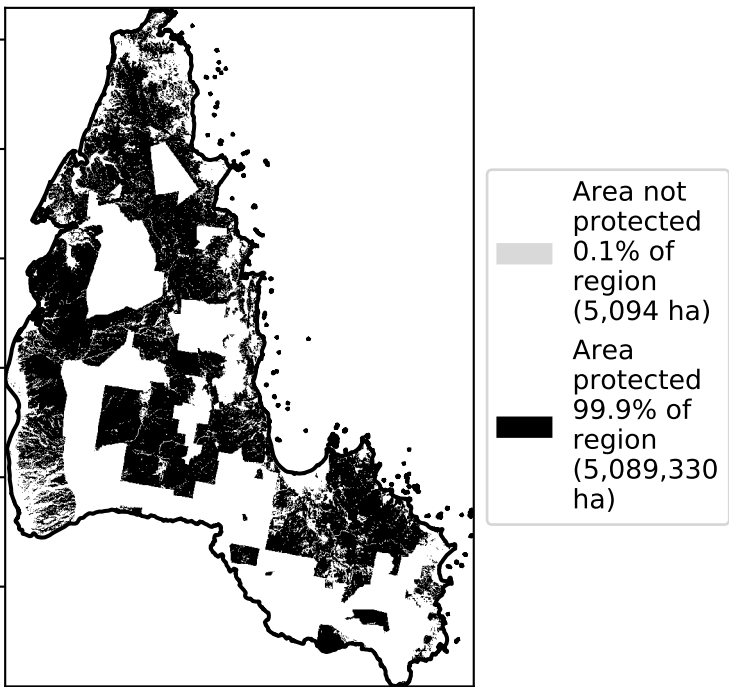 Area not
protected
0.1% of
region
(5,094 ha)
Area
protected
99.9% of
region
(5,089,330
ha)